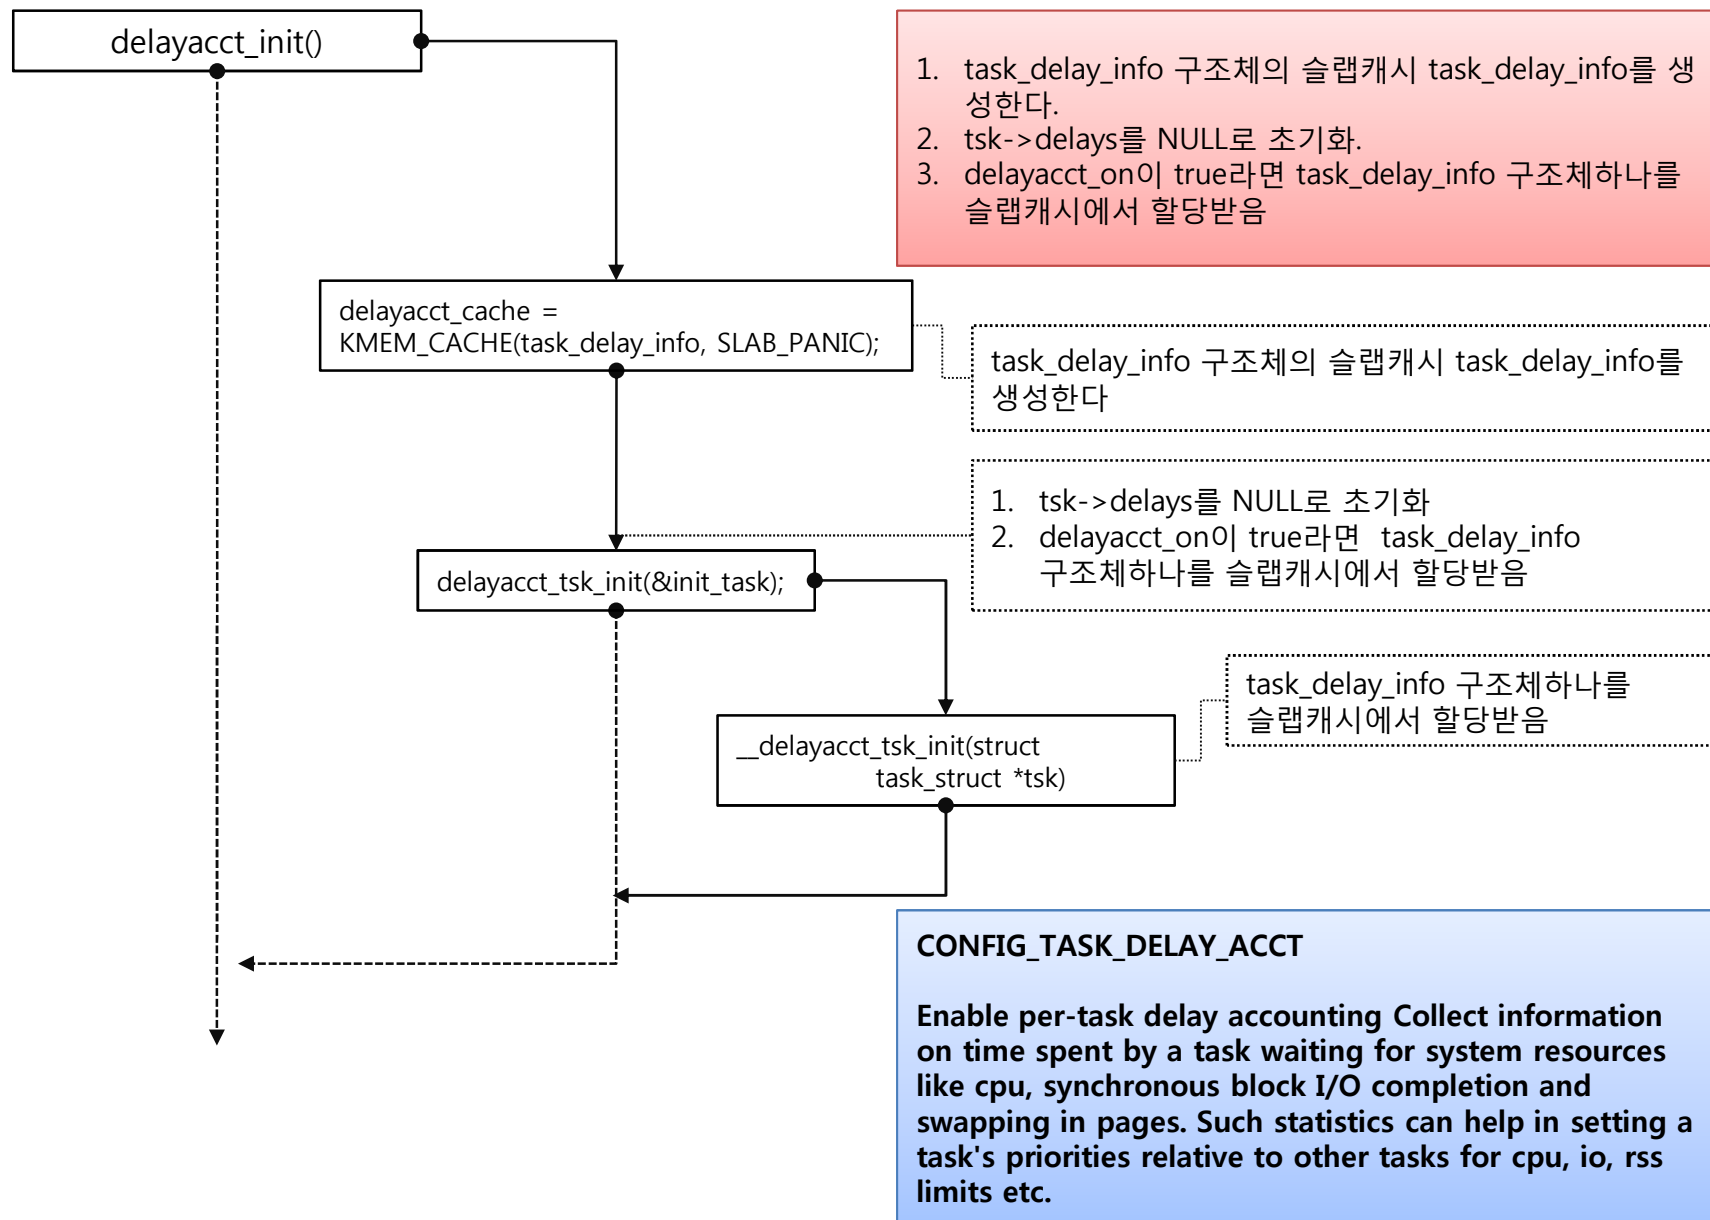 delayacct_init()
1. task_delay_info 구조체의 슬랩캐시 task_delay_info를 생
성한다.
2. tsk->delays를 NULL로 초기화.
3. delayacct_on이 true라면 task_delay_info 구조체하나를
슬랩캐시에서 할당받음
delayacct_cache =
KMEM_CACHE(task_delay_info, SLAB_PANIC);
task_delay_info 구조체의 슬랩캐시 task_delay_info를
생성한다
1. tsk->delays를 NULL로 초기화
2. delayacct_on이 true라면 task_delay_info
구조체하나를 슬랩캐시에서 할당받음
delayacct_tsk_init(&init_task);
task_delay_info 구조체하나를
슬랩캐시에서 할당받음
__delayacct_tsk_init(struct
task_struct *tsk)
CONFIG_TASK_DELAY_ACCT
Enable per-task delay accounting Collect information
on time spent by a task waiting for system resources
like cpu, synchronous block I/O completion and
swapping in pages. Such statistics can help in setting a
task's priorities relative to other tasks for cpu, io, rss
limits etc.